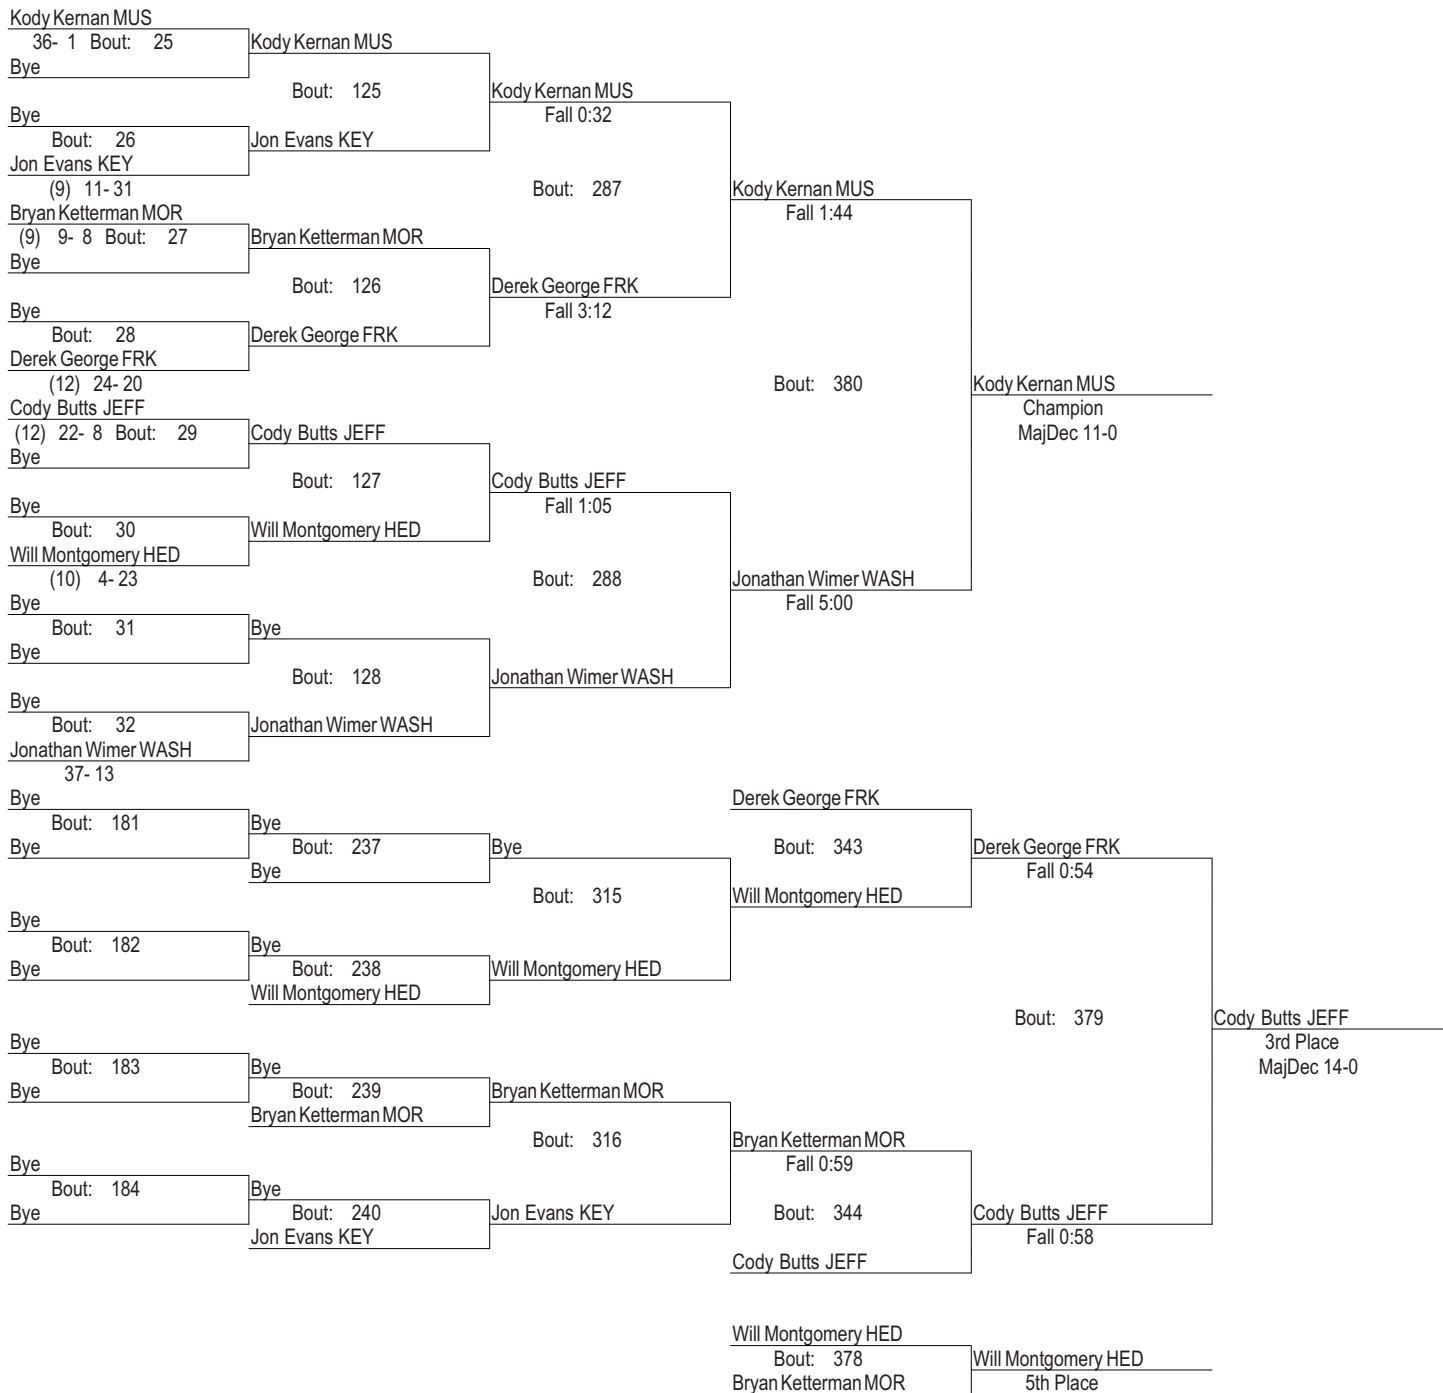 Kody Kernan MUS
36- 1 Bout: 25
Kody Kernan MUS
Bye
Bout: 125
Kody Kernan MUS
Bye
Fall 0:32
Bout: 26
Jon Evans KEY
Jon Evans KEY
(9) 11- 31
Bout: 287
Kody Kernan MUS
Bryan Ketterman MOR
Fall 1:44
(9) 9- 8 Bout: 27
Bryan Ketterman MOR
Bye
Bout: 126
Derek George FRK
Bye
Fall 3:12
Bout: 28
Derek George FRK
Derek George FRK
(12) 24- 20
Bout: 380
Kody Kernan MUS
Cody Butts JEFF
Champion
(12) 22- 8 Bout: 29
Cody Butts JEFF
MajDec 11-0
Bye
Bout: 127
Cody Butts JEFF
Bye
Fall 1:05
Bout: 30
Will Montgomery HED
Will Montgomery HED
(10) 4- 23
Bout: 288
Jonathan Wimer WASH
Bye
Fall 5:00
Bout: 31
Bye
Bye
Bout: 128
Jonathan Wimer WASH
Bye
Bout: 32
Jonathan Wimer WASH
Jonathan Wimer WASH
37- 13
Bye
Derek George FRK
Bout: 181
Bye
Bye
Bout: 237
Bye
Bout: 343
Derek George FRK
Bye
Fall 0:54
Bout: 315
Will Montgomery HED
Bye
Bout: 182
Bye
Bye
Bout: 238
Will Montgomery HED
Will Montgomery HED
Bout: 379
Cody Butts JEFF
Bye
3rd Place
Bout: 183
Bye
MajDec 14-0
Bye
Bout: 239
Bryan Ketterman MOR
Bryan Ketterman MOR
Bout: 316
Bryan Ketterman MOR
Bye
Fall 0:59
Bout: 184
Bye
Bye
Bout: 240
Jon Evans KEY
Bout: 344
Cody Butts JEFF
Jon Evans KEY
Fall 0:58
Cody Butts JEFF
Will Montgomery HED
Bout: 378
Will Montgomery HED
Bryan Ketterman MOR
5th Place